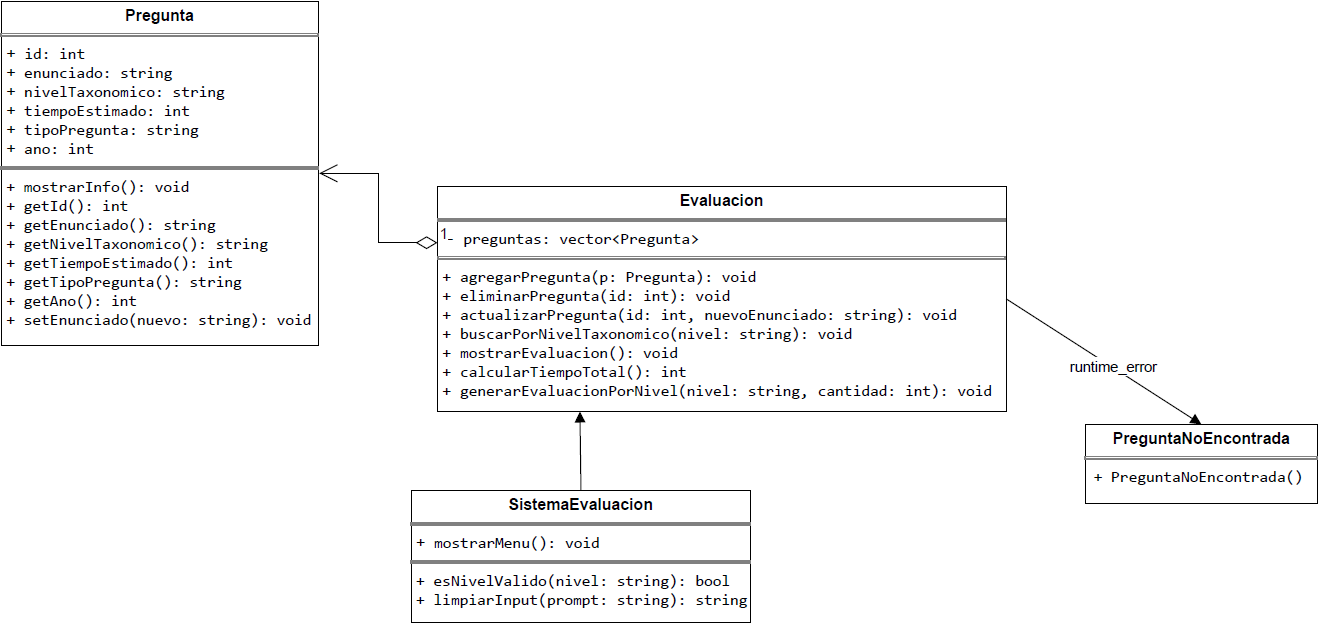 Pregunta
+ id: int
+ enunciado: string
+ nivelTaxonomico: string
+ tiempoEstimado: int
+ tipoPregunta: string
+ ano: int
+ mostrarInfo(): void
+ getId(): int
+ getEnunciado(): string
+ getNivelTaxonomico(): string
+ getTiempoEstimado(): int
+ getTipoPregunta(): string
+ getAno(): int
+ setEnunciado(nuevo: string): void
Evaluacion
1
- preguntas: vector<Pregunta>
+ agregarPregunta(p: Pregunta): void
+ eliminarPregunta(id: int): void
+ actualizarPregunta(id: int, nuevoEnunciado: string): void
+ buscarPorNivelTaxonomico(nivel: string): void
+ mostrarEvaluacion(): void
+ calcularTiempoTotal(): int
+ generarEvaluacionPorNivel(nivel: string, cantidad: int): void
runtime_error
PreguntaNoEncontrada
+ PreguntaNoEncontrada()
SistemaEvaluacion
+ mostrarMenu(): void
+ esNivelValido(nivel: string): bool
+ limpiarInput(prompt: string): string